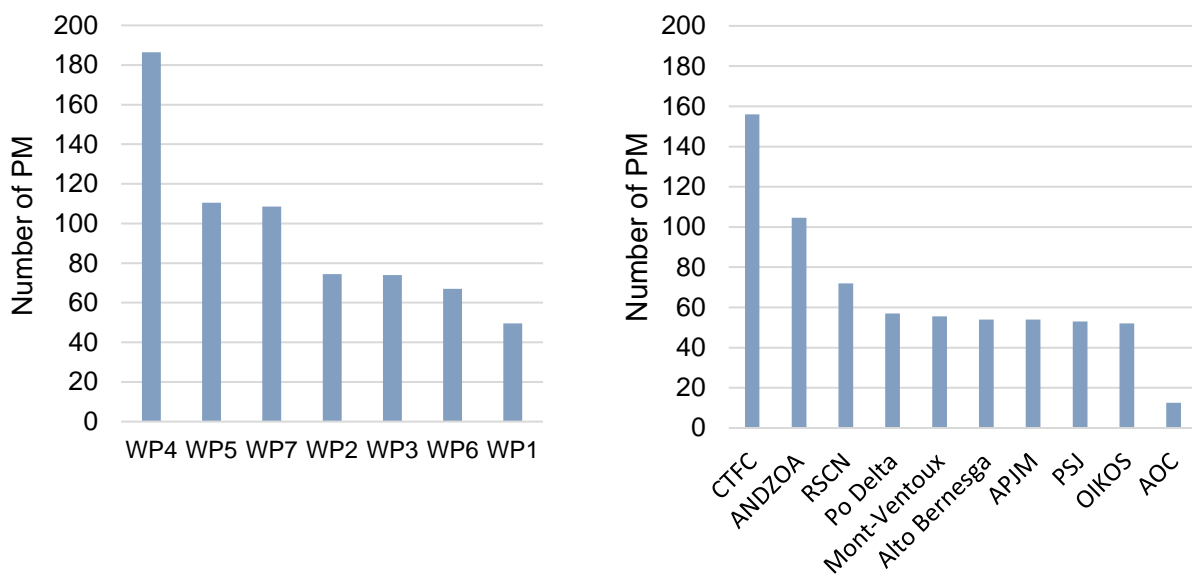 Number of PM
200
180
160
140
120
100
80
60
40
20
0
WP4 WP5 WP7 WP2 WP3 WP6 WP1
Number of PM
200
180
160
140
120
100
80
60
40
20
0
CTFC
ANDZOA
RSCN
Po Delta
Mont-Ventoux
Alto Bernesga
APJM
PSJ
OIKOS
AOC